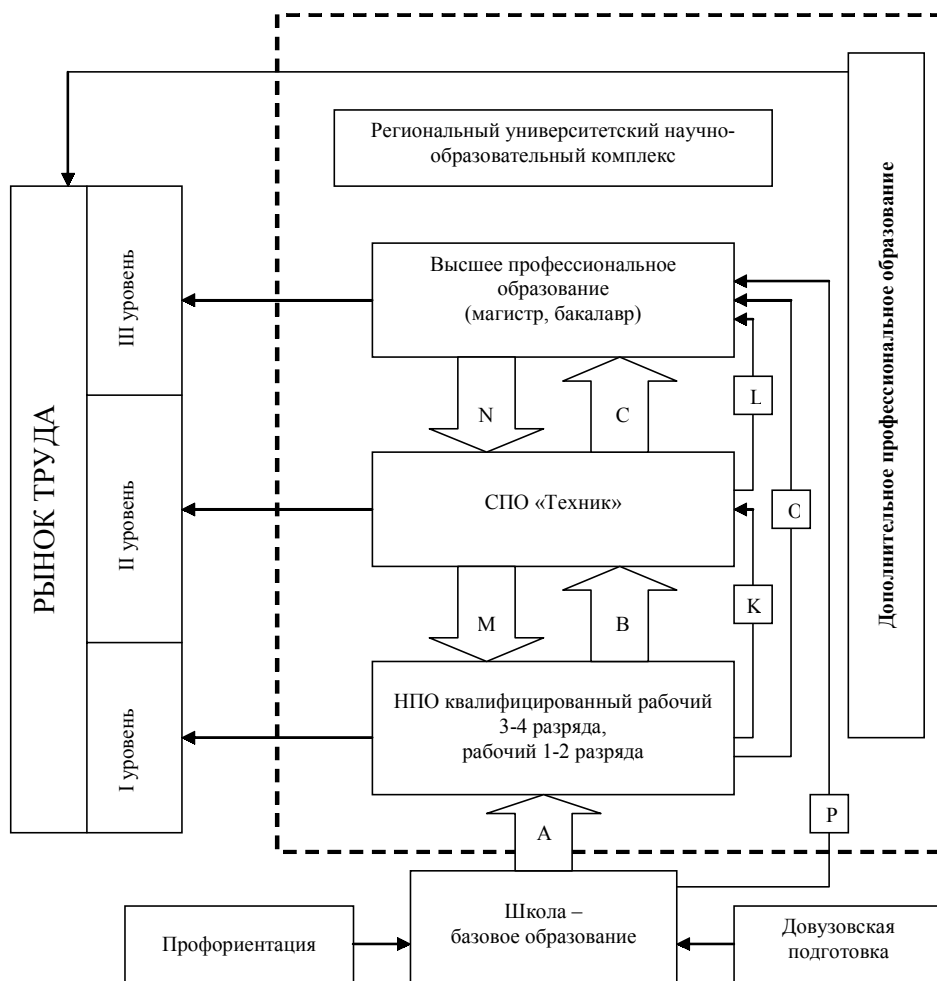 Региональный университетский научно-
образовательный комплекс
Дополнительное профессиональное образование
РЫНОК ТРУДА
III уровень
II уровень
I уровень
Высшее профессиональное
образование
(магистр, бакалавр)
N
C
L
СПО «Техник»
О
K
M
B
НПО квалифицированный рабочий
3-4 разряда,
рабочий 1-2 разряда
P
A
Школа –
базовое образование
Профориентация
Довузовская
подготовка